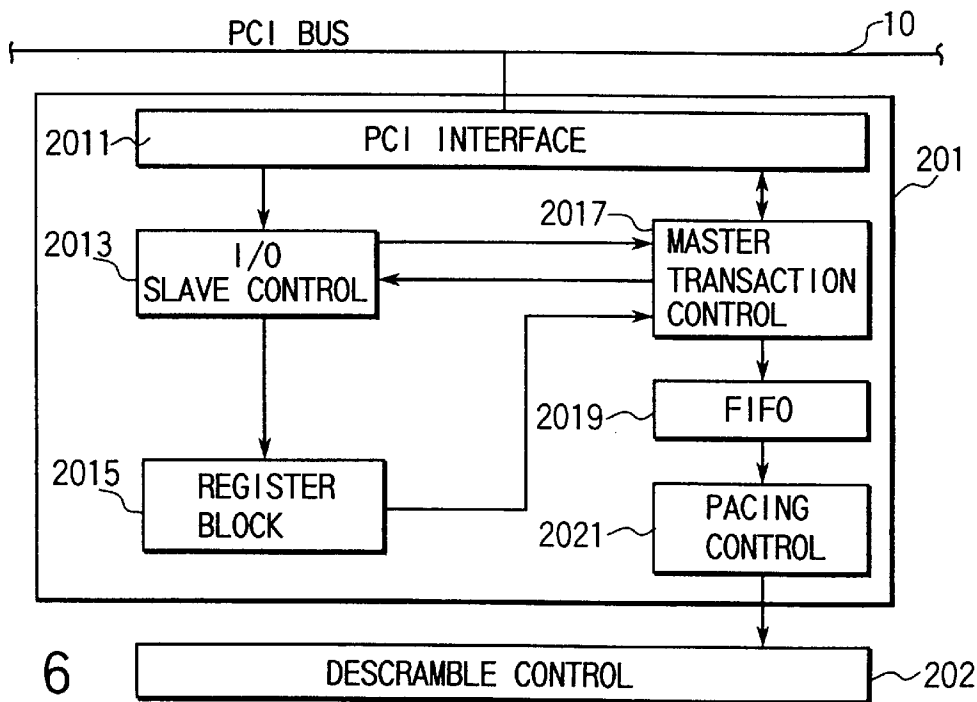 PCI BUS
10
2011
PCI INTERFACE
201
2013
I/O
SLAVE CONTROL
2017
MASTER
TRANSACTION
CONTROL
2019
FIFO
2015
REGISTER
BLOCK
2021
PACING
CONTROL
6
DESCRAMBLE CONTROL
202